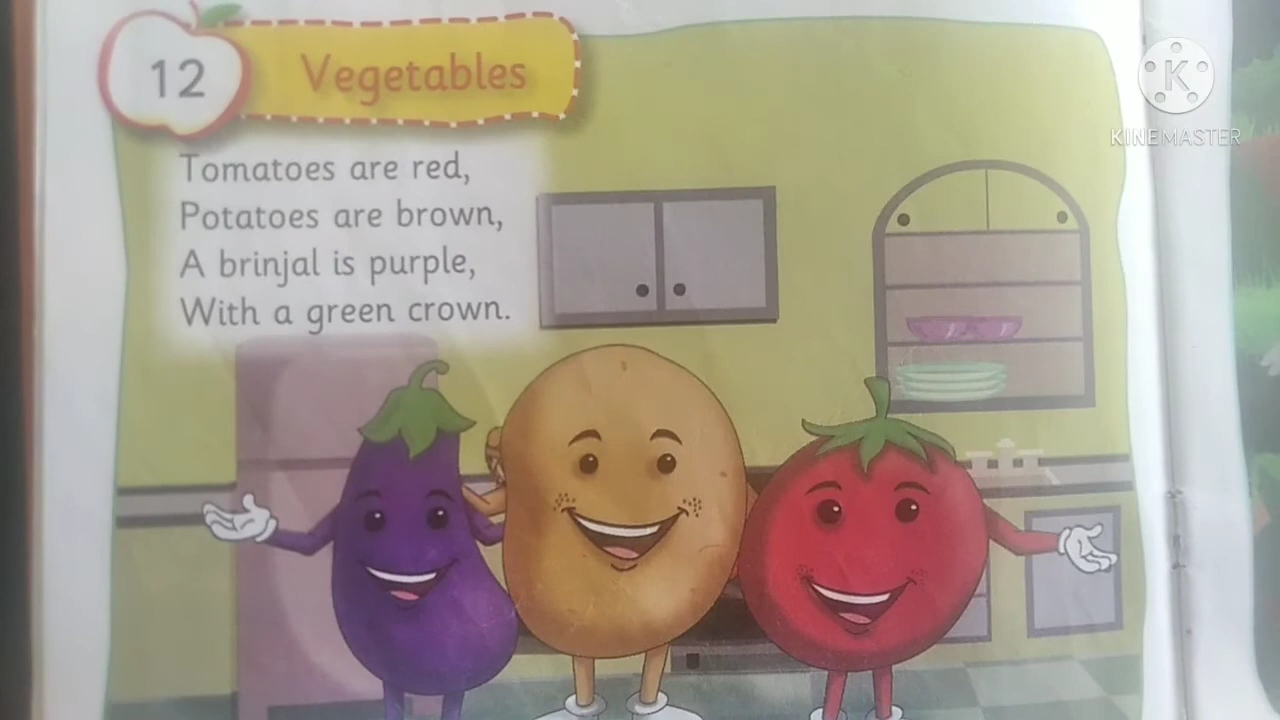 12 Vegetables
Tomatoes are red,
Potatoes are brown,
A brinjal is purple,
With a green crown.
K
KINEMASTER